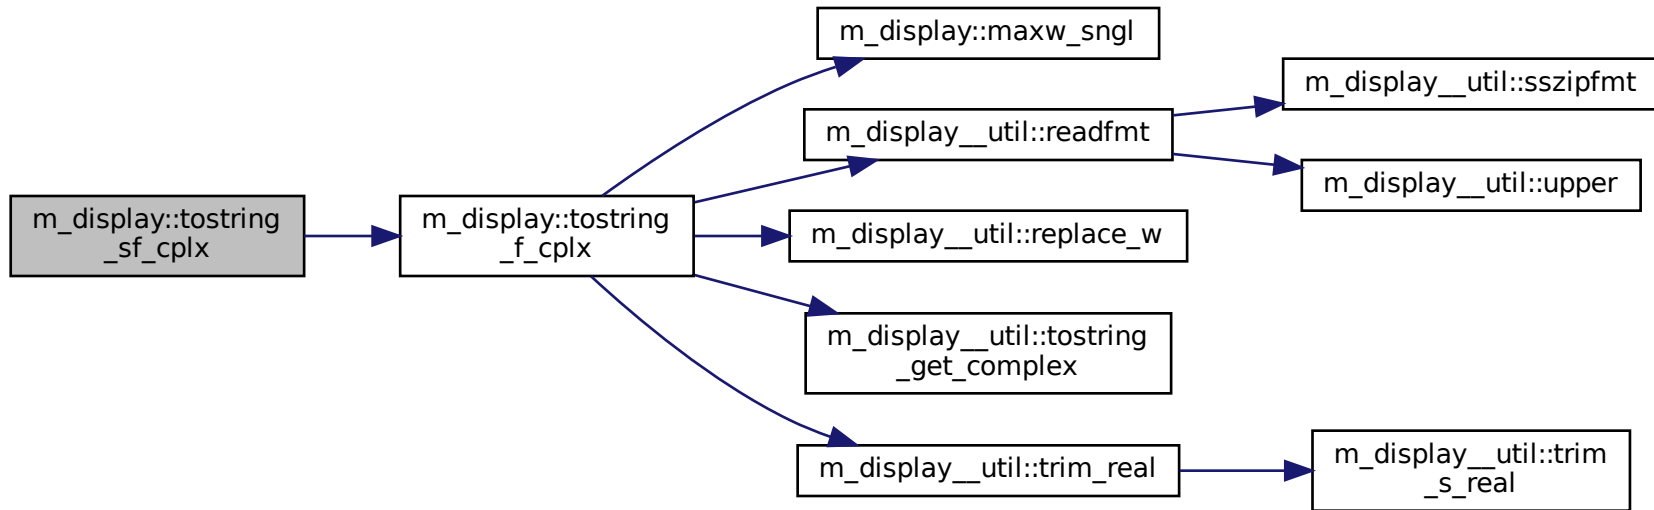 m_display::maxw_sngl
m_display__util::sszipfmt
m_display__util::readfmt
m_display__util::upper
m_display::tostring
_sf_cplx
m_display::tostring
_f_cplx
m_display__util::replace_w
m_display__util::tostring
_get_complex
m_display__util::trim_real
m_display__util::trim
_s_real